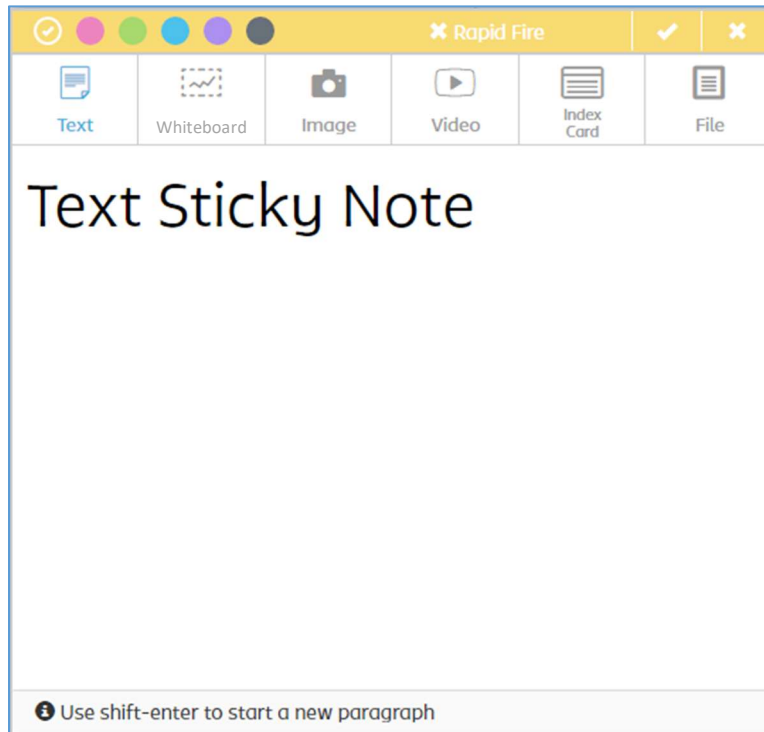 Rapid Fire
Text
Whiteboard
Image
Video
Index
Card
File
Text Sticky Note
Use shift-enter to start a new paragraph